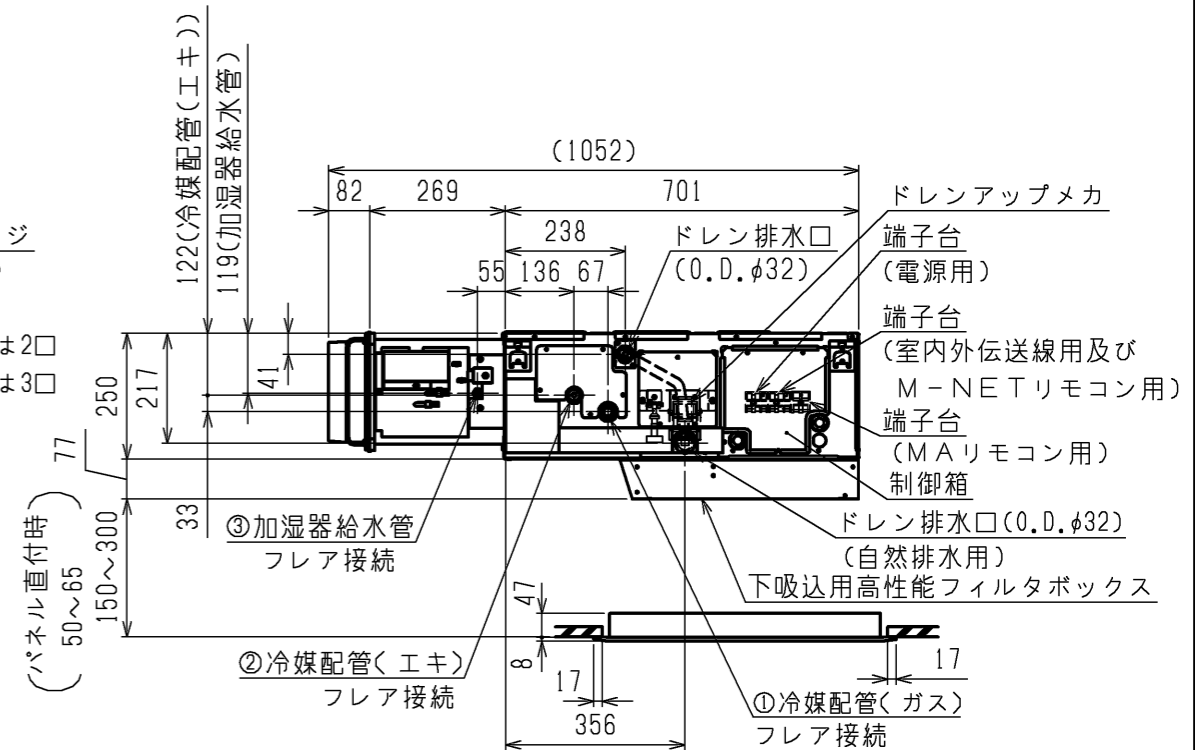 122(冷媒配管(エキ))
119(加湿器給水管)
(1052)
82
269
701
ドレンアップメカ
ジ
238
ドレン排水口
(O.D.φ32)
端子台
(電源用)
55
136
67
端子台
(室内外伝送線用及び
M-NETリモコン用)
は2口
は3口
41
250
217
端子台
(MAリモコン用)
制御箱
77
33
③加湿器給水管
フレア接続
ドレン排水口(O.D.φ32)
(自然排水用)
下吸込用高性能フィルタボックス
(パネル直付時)
50~65
150~300
47
8
②冷媒配管(エキ)
フレア接続
17
17
①冷媒配管(ガス)
フレア接続
356